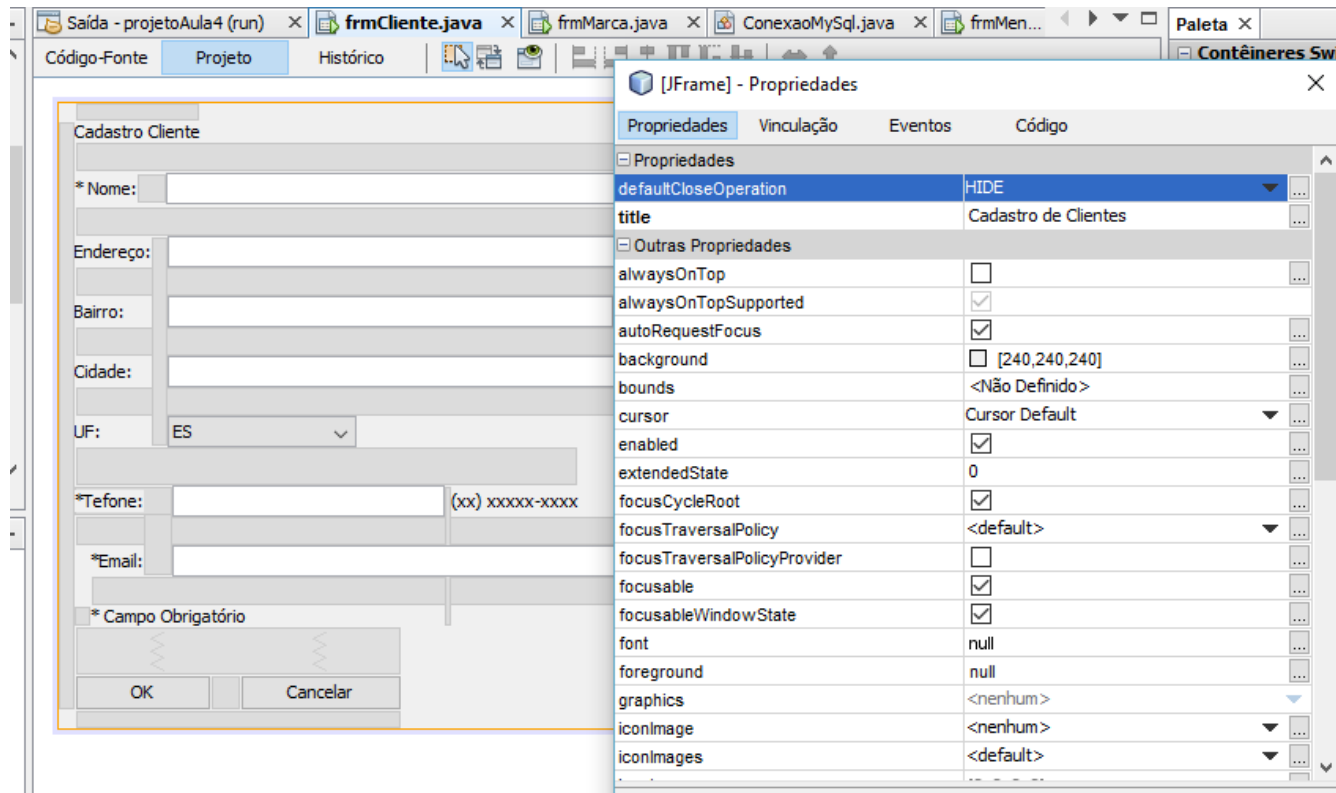 Saída - projetoAula4 (run) frmCliente.java frmMarca.java ConexaoMySql.java frmMen... Paleta
Código-Fonte Projeto Histórico Contêineres Sw
[JFrame] - Propriedades
Propriedades Vinculação Eventos Código
Propriedades
defaultCloseOperation HIDE
title Cadastro de Clientes
Outras Propriedades
alwaysOnTop ...
alwaysOnTopSupported
autoRequestFocus ...
background [240,240,240] ...
bounds <Não Definido> ...
cursor Cursor Default ...
enabled ...
extendedState 0 ...
focusCycleRoot ...
focusTraversalPolicy <default> ...
focusTraversalPolicyProvider ...
focusable ...
focusableWindowState ...
font null ...
foreground null ...
graphics <nenhum>
iconImage <nenhum> ...
iconImages <default> ...
Cadastro Cliente
* Nome:
Endereço:
Bairro:
Cidade:
UF: ES
*Tefone: (xx) xxxxx-xxxx
*Email:
* Campo Obrigatório
OK Cancelar